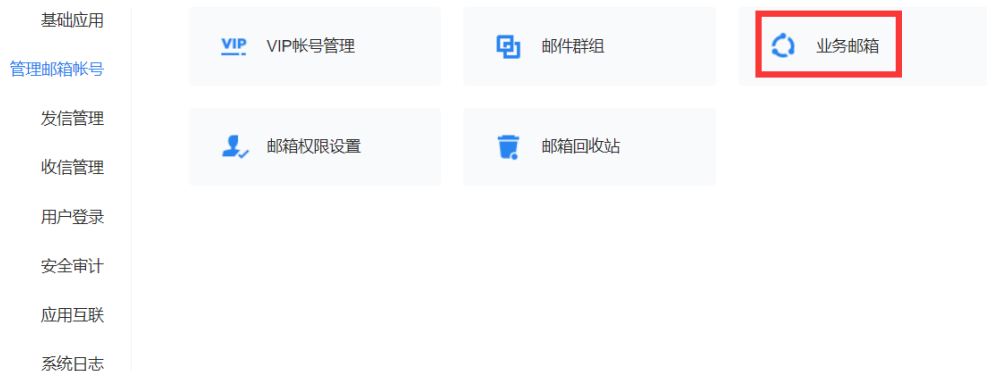 基础应用
管理邮箱帐号
发信管理
收信管理
用户登录
安全审计
应用互联
系统日志
VIP VIP帐号管理
邮件群组
业务邮箱
邮箱权限设置
邮箱回收站